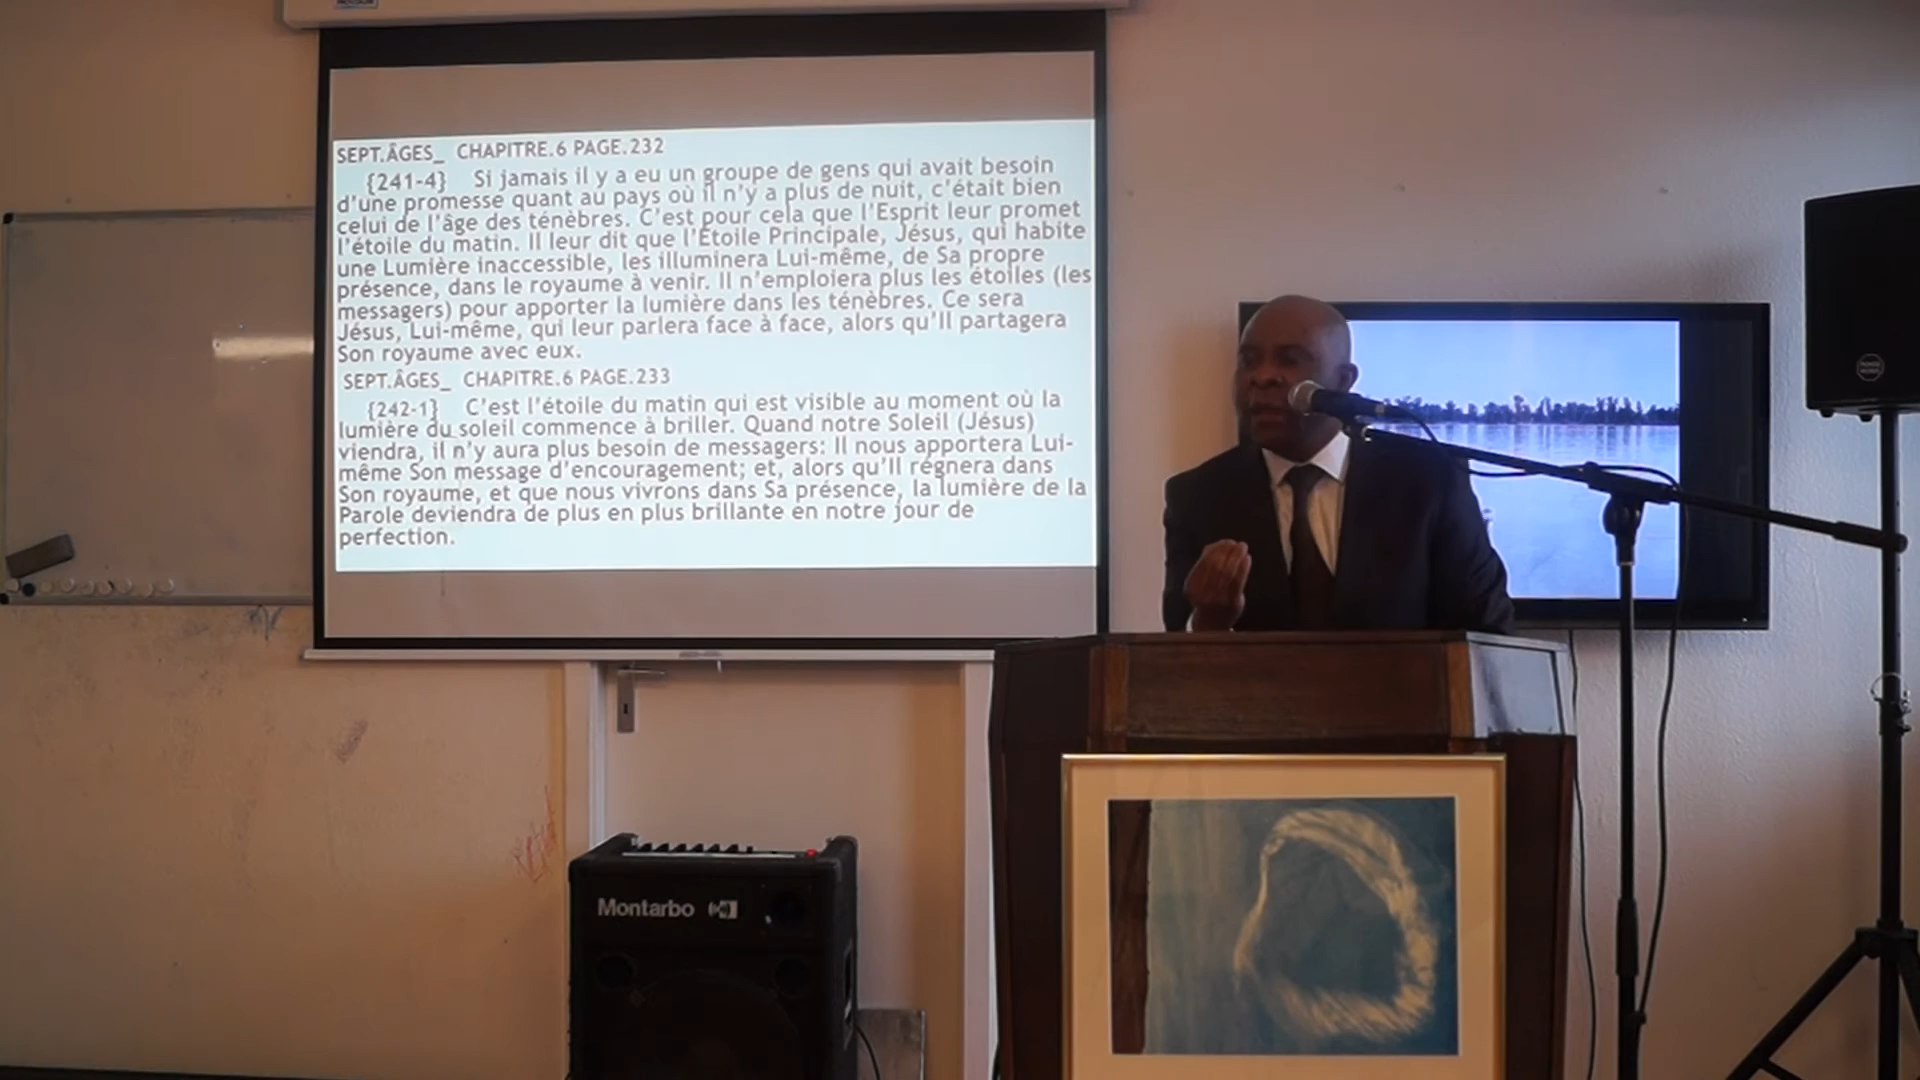 SEPT.ÂGES_ CHAPITRE.6 PAGE.232
{241-4} Si jamais il y a eu un groupe de gens qui avait besoin
d'une promesse quant au pays où il n'y a plus de nuit, c'était bien
celui de l'âge des ténèbres. C'est pour cela que l'Esprit leur promet
l'étoile du matin. Il leur dit que l'Étoile Principale, Jésus, qui habite
une Lumière inaccessible, les illuminera Lui-même, de Sa propre
présence, dans le royaume à venir. Il n'emploiera plus les étoiles (les
messagers) pour apporter la lumière dans les ténèbres. Ce sera
Jésus, Lui-même, qui leur parlera face à face, alors qu'Il partagera
Son royaume avec eux.
SEPT.ÂGES_ CHAPITRE.6 PAGE.233
{242-1} C'est l'étoile du matin qui est visible au moment où la
lumière du soleil commence à briller. Quand notre Soleil (Jésus)
viendra, il n'y aura plus besoin de messagers: Il nous apportera Lui-
même Son message d'encouragement; et, alors qu'Il régnera dans
Son royaume, et que nous vivrons dans Sa présence, la lumière de la
Parole deviendra de plus en plus brillante en notre jour de
perfection.
Montarbo